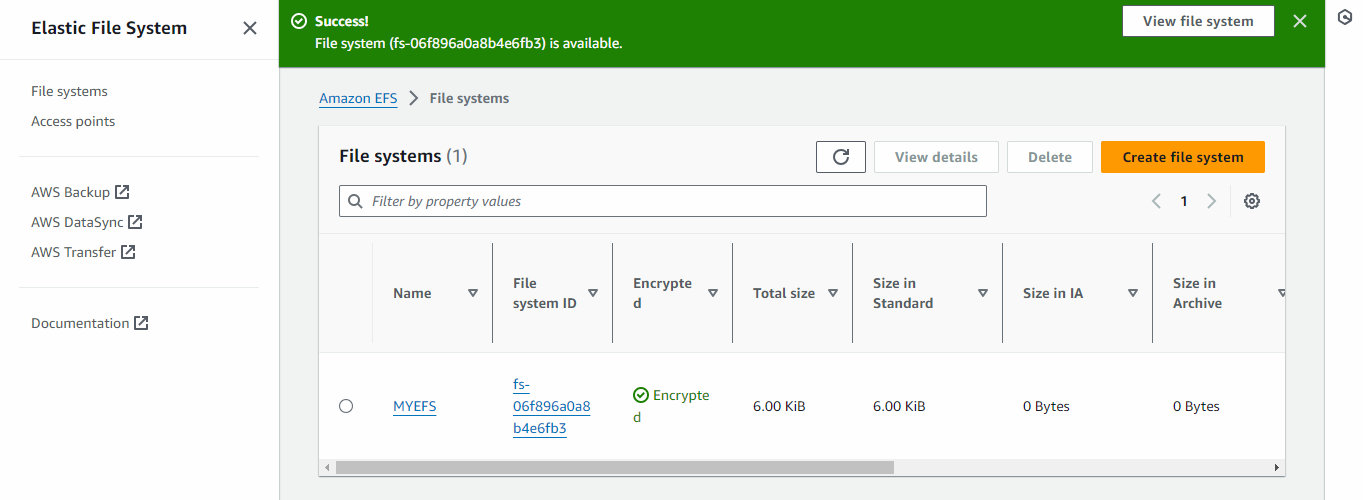 Elastic File System
File systems
Access points
AWS Backup
AWS DataSync
AWS Transfer
Documentation
Success!
File system (fs-06f896a0a8b4e6fb3) is available.
View file system
Amazon EFS
File systems
File systems (1)
View details
Delete
Create file system
Filter by property values
1
Name
File
system ID
Encrypte
d
Total size
Size in
Standard
Size in IA
Size in
Archive
MYEFS
fs-
06f896a0a8
b4e6fb3
Encrypte
d
6.00 KiB
6.00 KiB
0 Bytes
0 Bytes